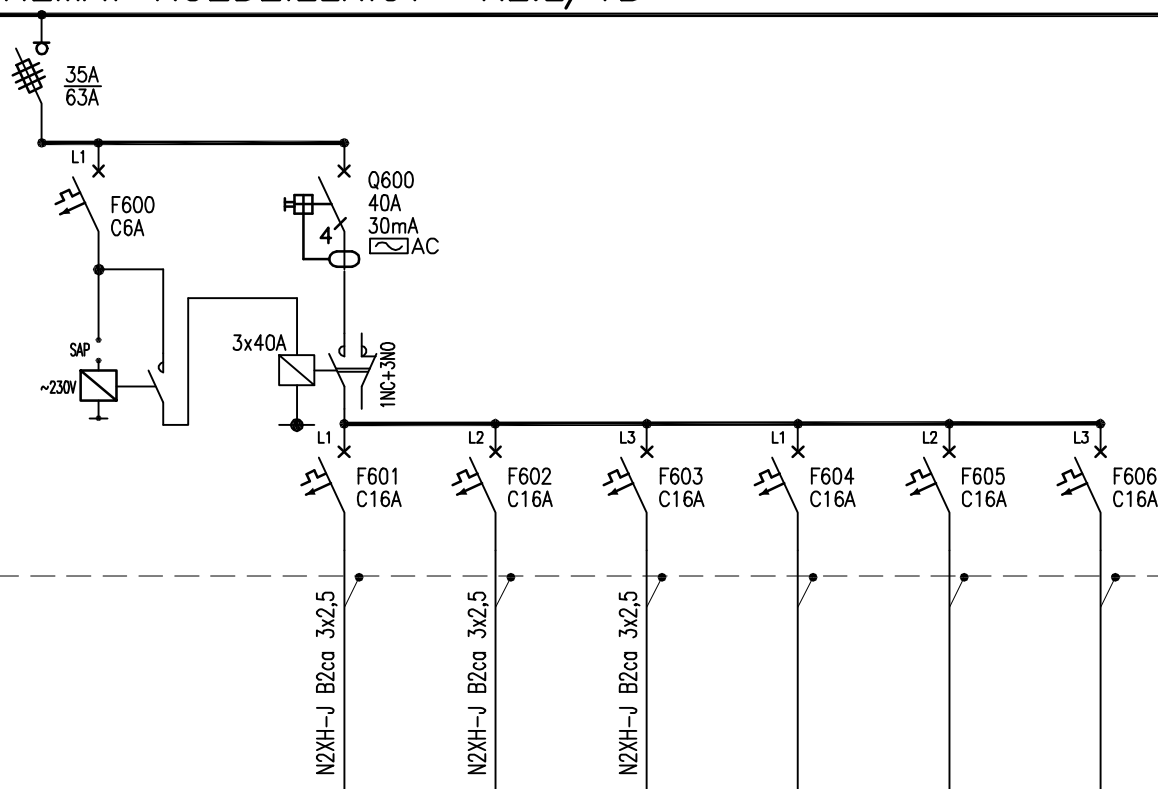 35A
63A
L1
F600
C6A
Q600
40A
30mA
AC
4
SAP
~230V
3x40A
1NC+3NO
L1
L2
L3
L1
L2
L3
F601
C16A
F602
C16A
F603
C16A
F604
C16A
F605
C16A
F606
C16A
N2XH-J B2ca 3x2,5
N2XH-J B2ca 3x2,5
N2XH-J B2ca 3x2,5